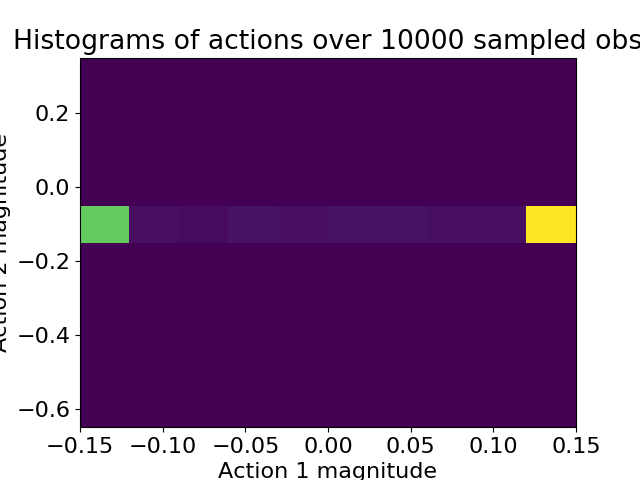 Histograms of actions over 10000 sampled obs
Action 2 magnitude
0.2
0.0
−0.2
−0.4
−0.6
−0.15 −0.10 −0.05 0.00 0.05 0.10 0.15
Action 1 magnitude